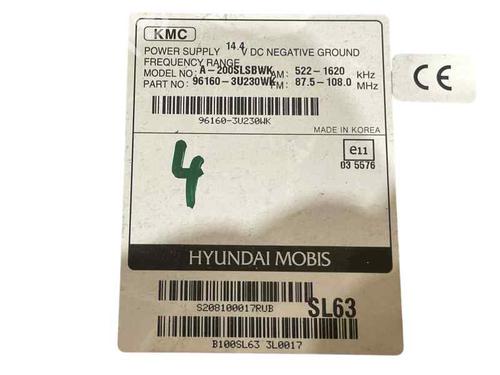 KMC
POWER SUPPLY 14.4 V DC NEGATIVE GROUND
FREQUENCY RANGE
MODEL NO: A-200SLSBWK AM: 522-1620 kHz
PART NO: 96160-3U230WK FM: 87.5-108.0 MHz
96160-3U230WK
MADE IN KOREA
e11
03 5576
4
HYUNDAI MOBIS
S208100017RUB
SL63
B100SL63 3L0017
CE